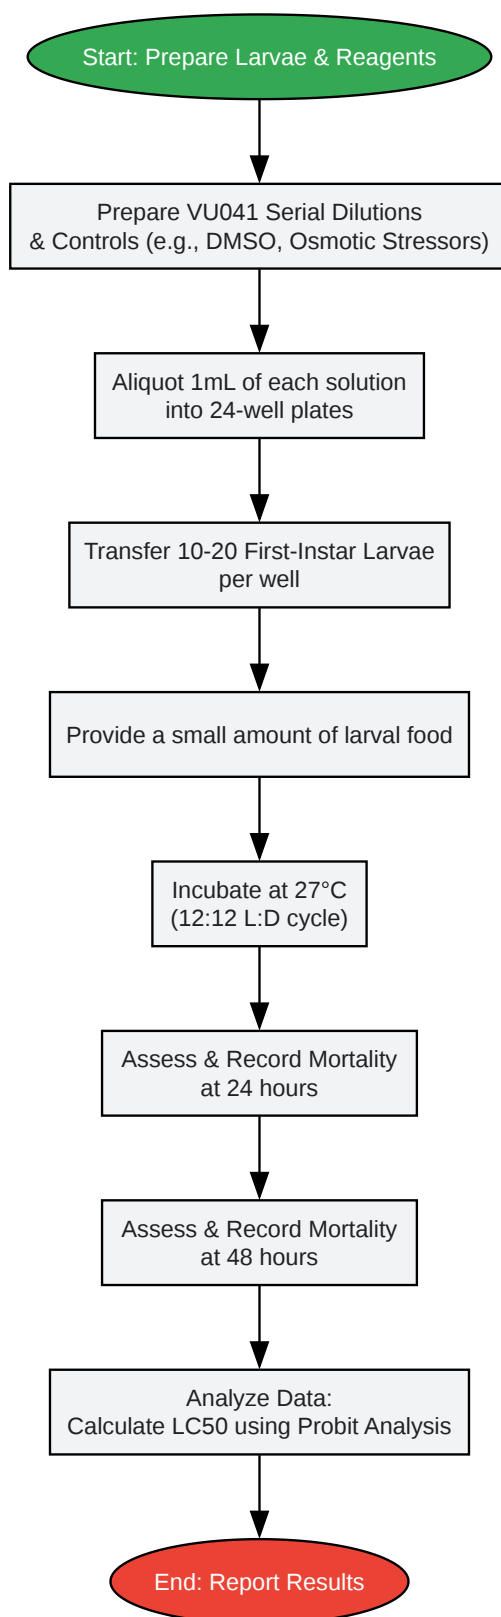 Start: Prepare Larvae & Reagents
Prepare VU041 Serial Dilutions
& Controls (e.g., DMSO, Osmotic Stressors)
Aliquot 1mL of each solution
into 24-well plates
Transfer 10-20 First-Instar Larvae
per well
Provide a small amount of larval food
Incubate at 27°C
(12:12 L:D cycle)
Assess & Record Mortality
at 24 hours
Assess & Record Mortality
at 48 hours
Analyze Data:
Calculate LC50 using Probit Analysis
End: Report Results